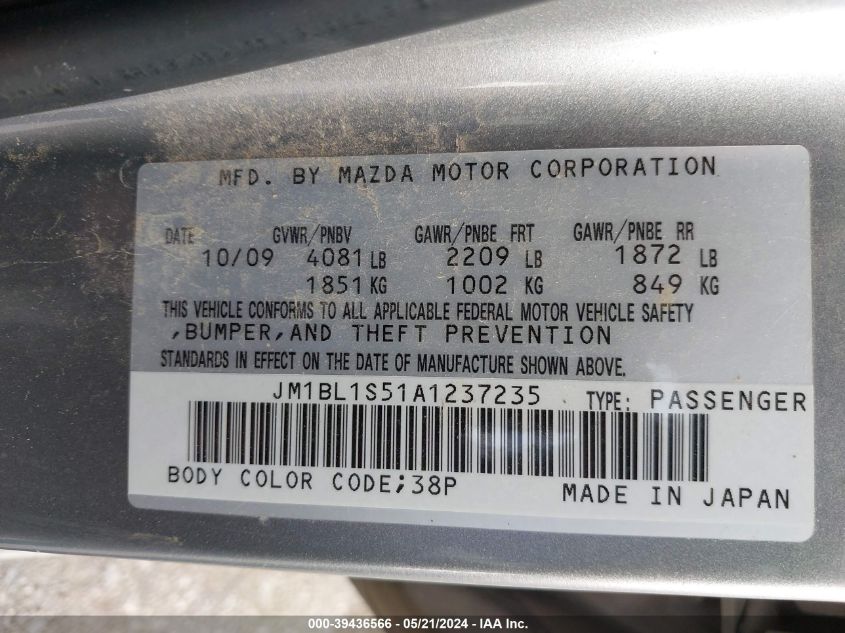 MFD. BY MAZDA MOTOR CORPORATION
DATE GVWR/PNBV GAWR/PNBE FRT GAWR/PNBE RR
10/09 4081 LB 2209 LB 1872 LB
1851 KG 1002 KG 849 KG
THIS VEHICLE CONFORMS TO ALL APPLICABLE FEDERAL MOTOR VEHICLE SAFETY
,BUMPER,AND THEFT PREVENTION
STANDARDS IN EFFECT ON THE DATE OF MANUFACTURE SHOWN ABOVE.
JM1BL1S51A1237235 TYPE: PASSENGER
BODY COLOR CODE;38P MADE IN JAPAN
000-39436566 - 05/21/2024 - IAA Inc.